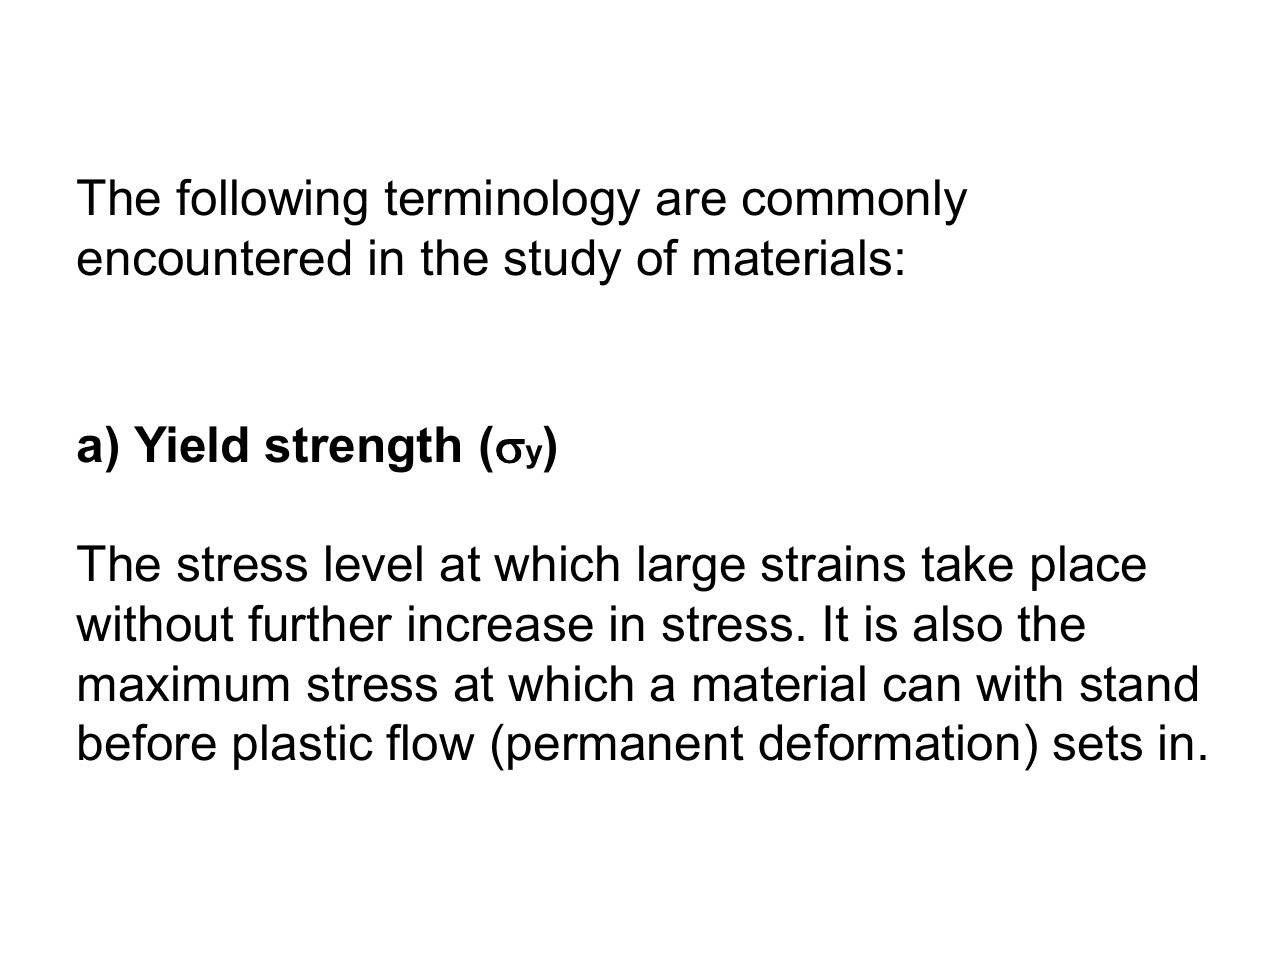 The following terminology are commonly
encountered in the study of materials:
a) Yield strength (σy)
The stress level at which large strains take place
without further increase in stress. It is also the
maximum stress at which a material can with stand
before plastic flow (permanent deformation) sets in.